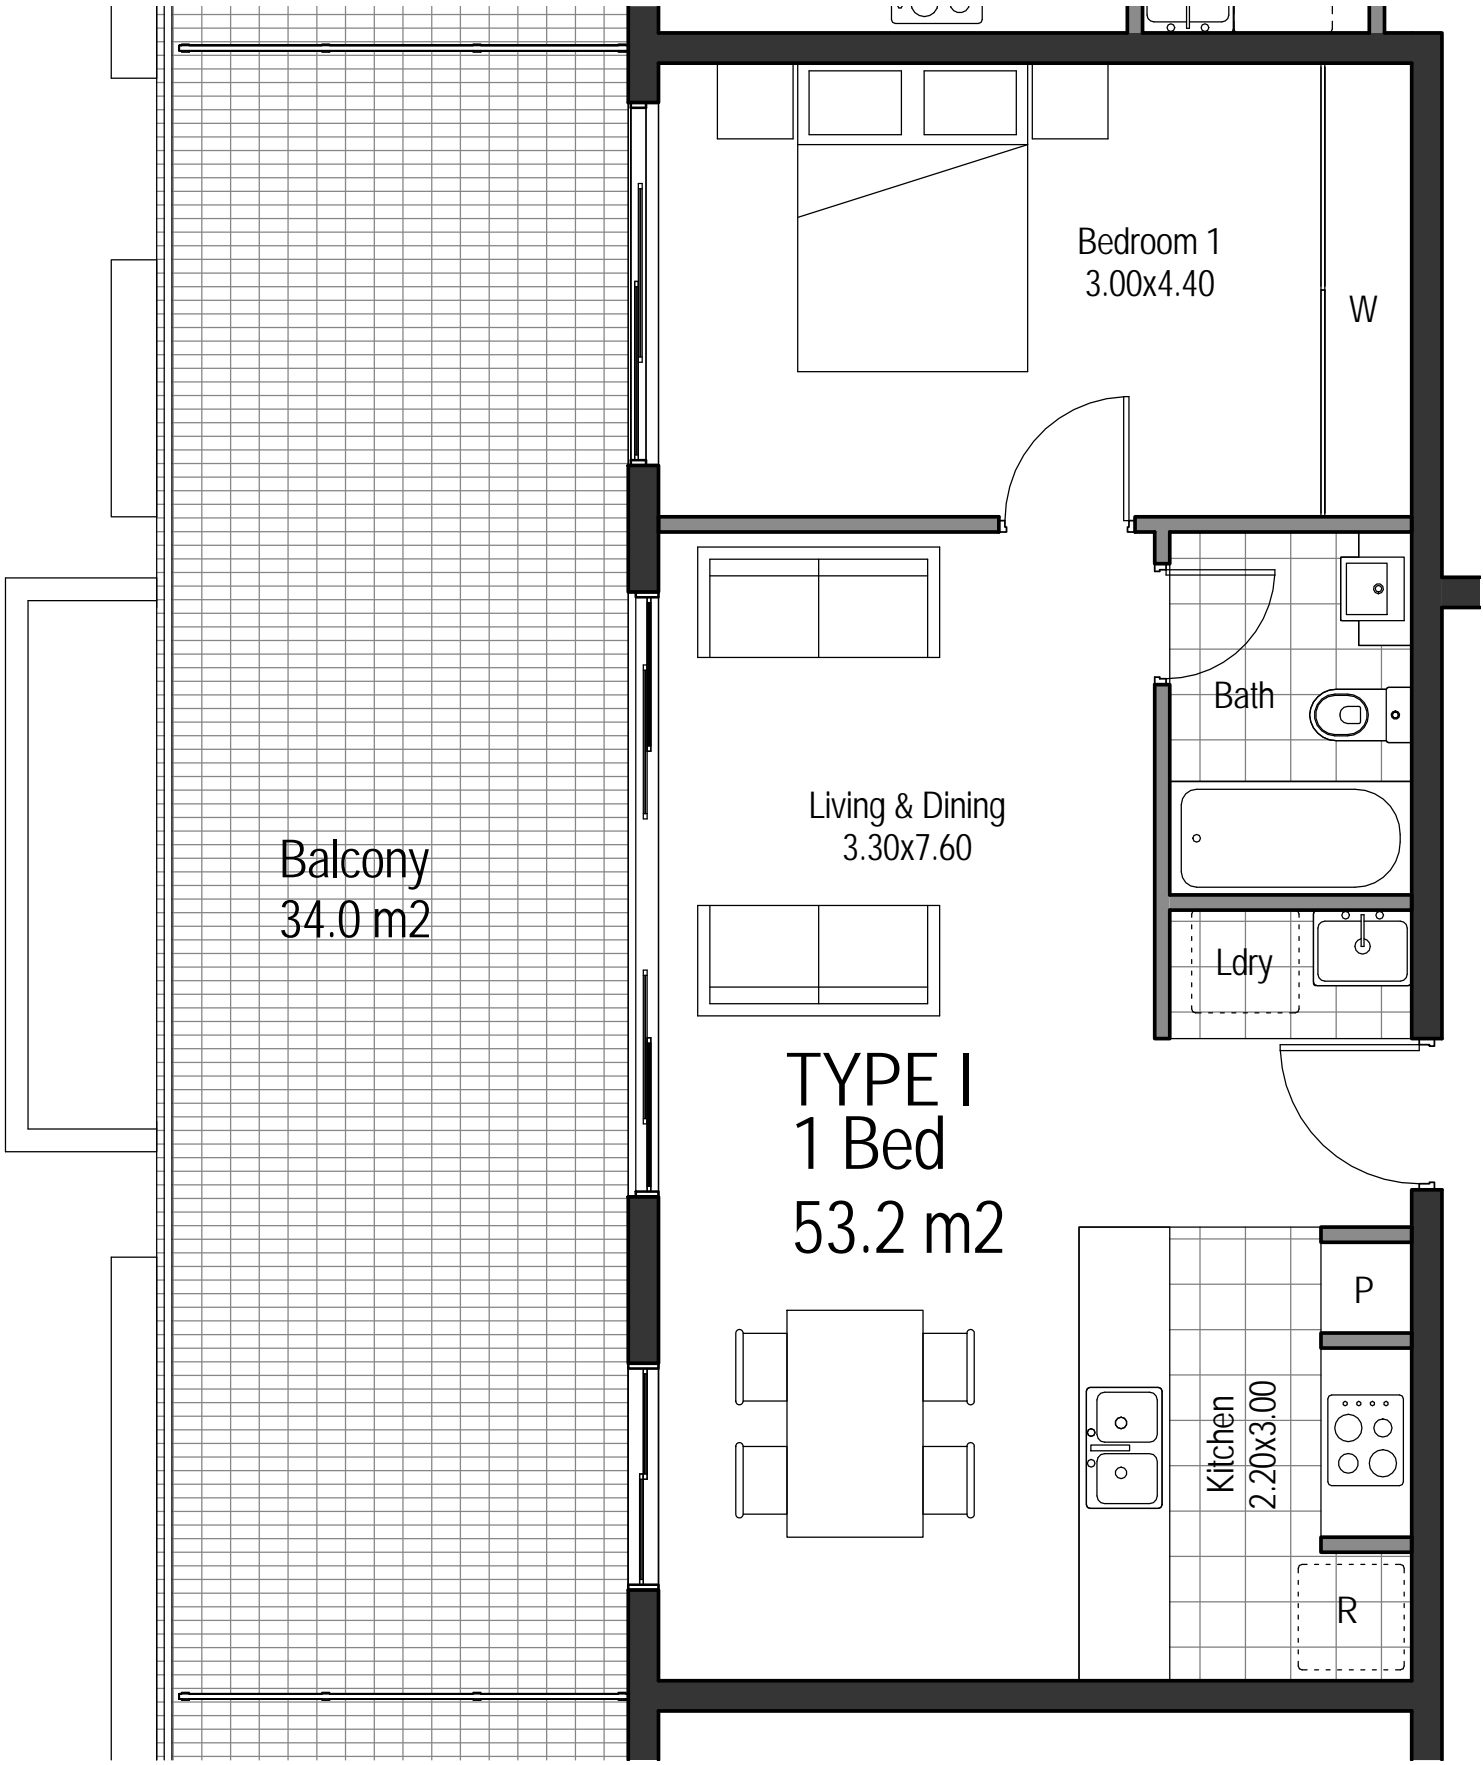 Bedroom 1
3.00x4.40
W
Bath
Living & Dining
3.30x7.60
Balcony
34.0 m2
Ldry
TYPE I
1 Bed
53.2 m2
P
Kitchen
2.20x3.00
R